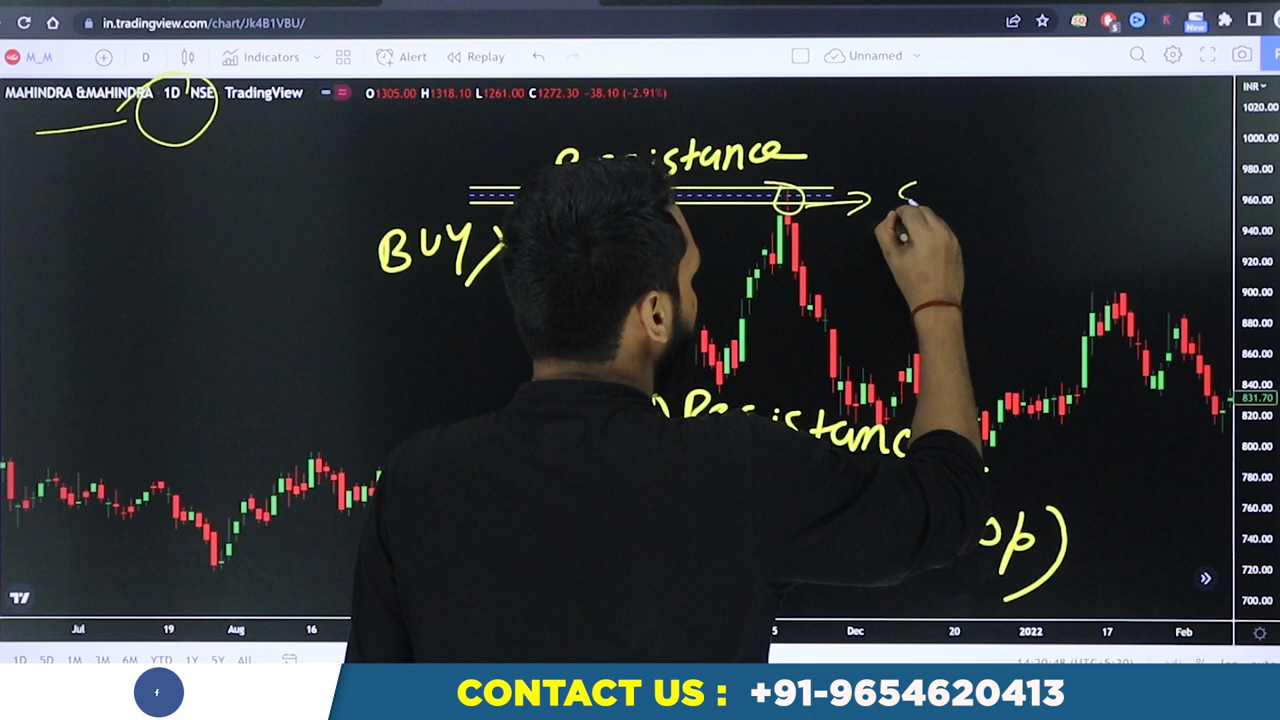 in.tradingview.com/chart/Jk4B1VBU/
M_M D Indicators Alert Replay Unnamed
MAHINDRA &MAHINDRA 1D NSE TradingView O1305.00 H1318.10 L1261.00 C1272.30 -38.10 (-2.91%)
INR
1020.00
1000.00
980.00
960.00
940.00
920.00
900.00
880.00
860.00
840.00
831.70
820.00
800.00
760.00
740.00
720.00
700.00
BUY
Jul 19 Aug 16 Dec 20 2022 17 Feb
1D 5D 1M 3M 6M YTD 1Y 5Y All
CONTACT US : +91-9654620413